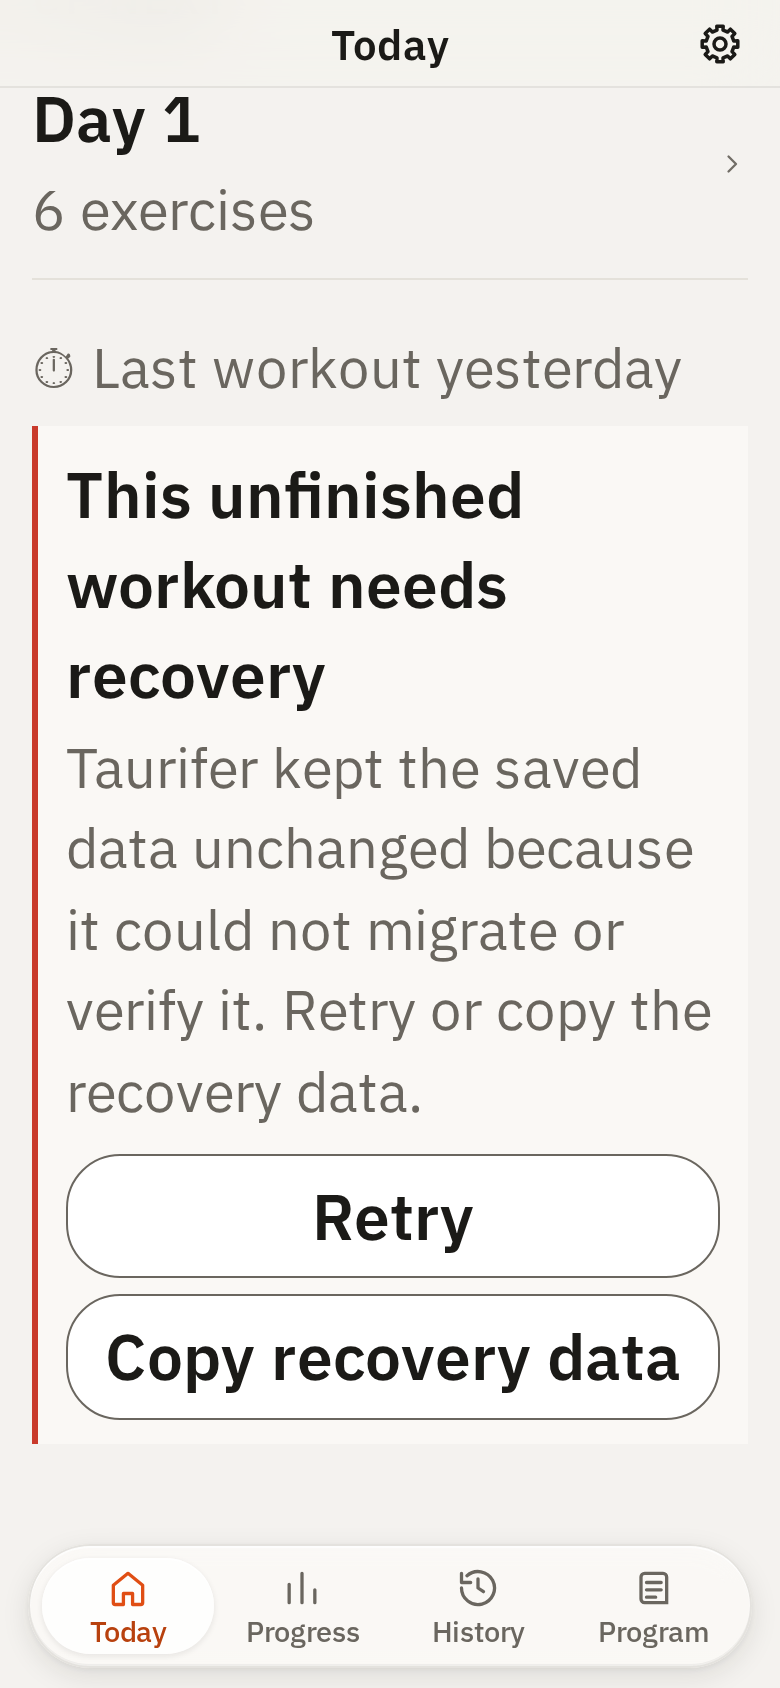 Today
Day 1
6 exercises
Last workout yesterday
This unfinished
workout needs
recovery
Taurifer kept the saved
data unchanged because
it could not migrate or
verify it. Retry or copy the
recovery data.
Retry
Copy recovery data
Today
Progress
History
Program